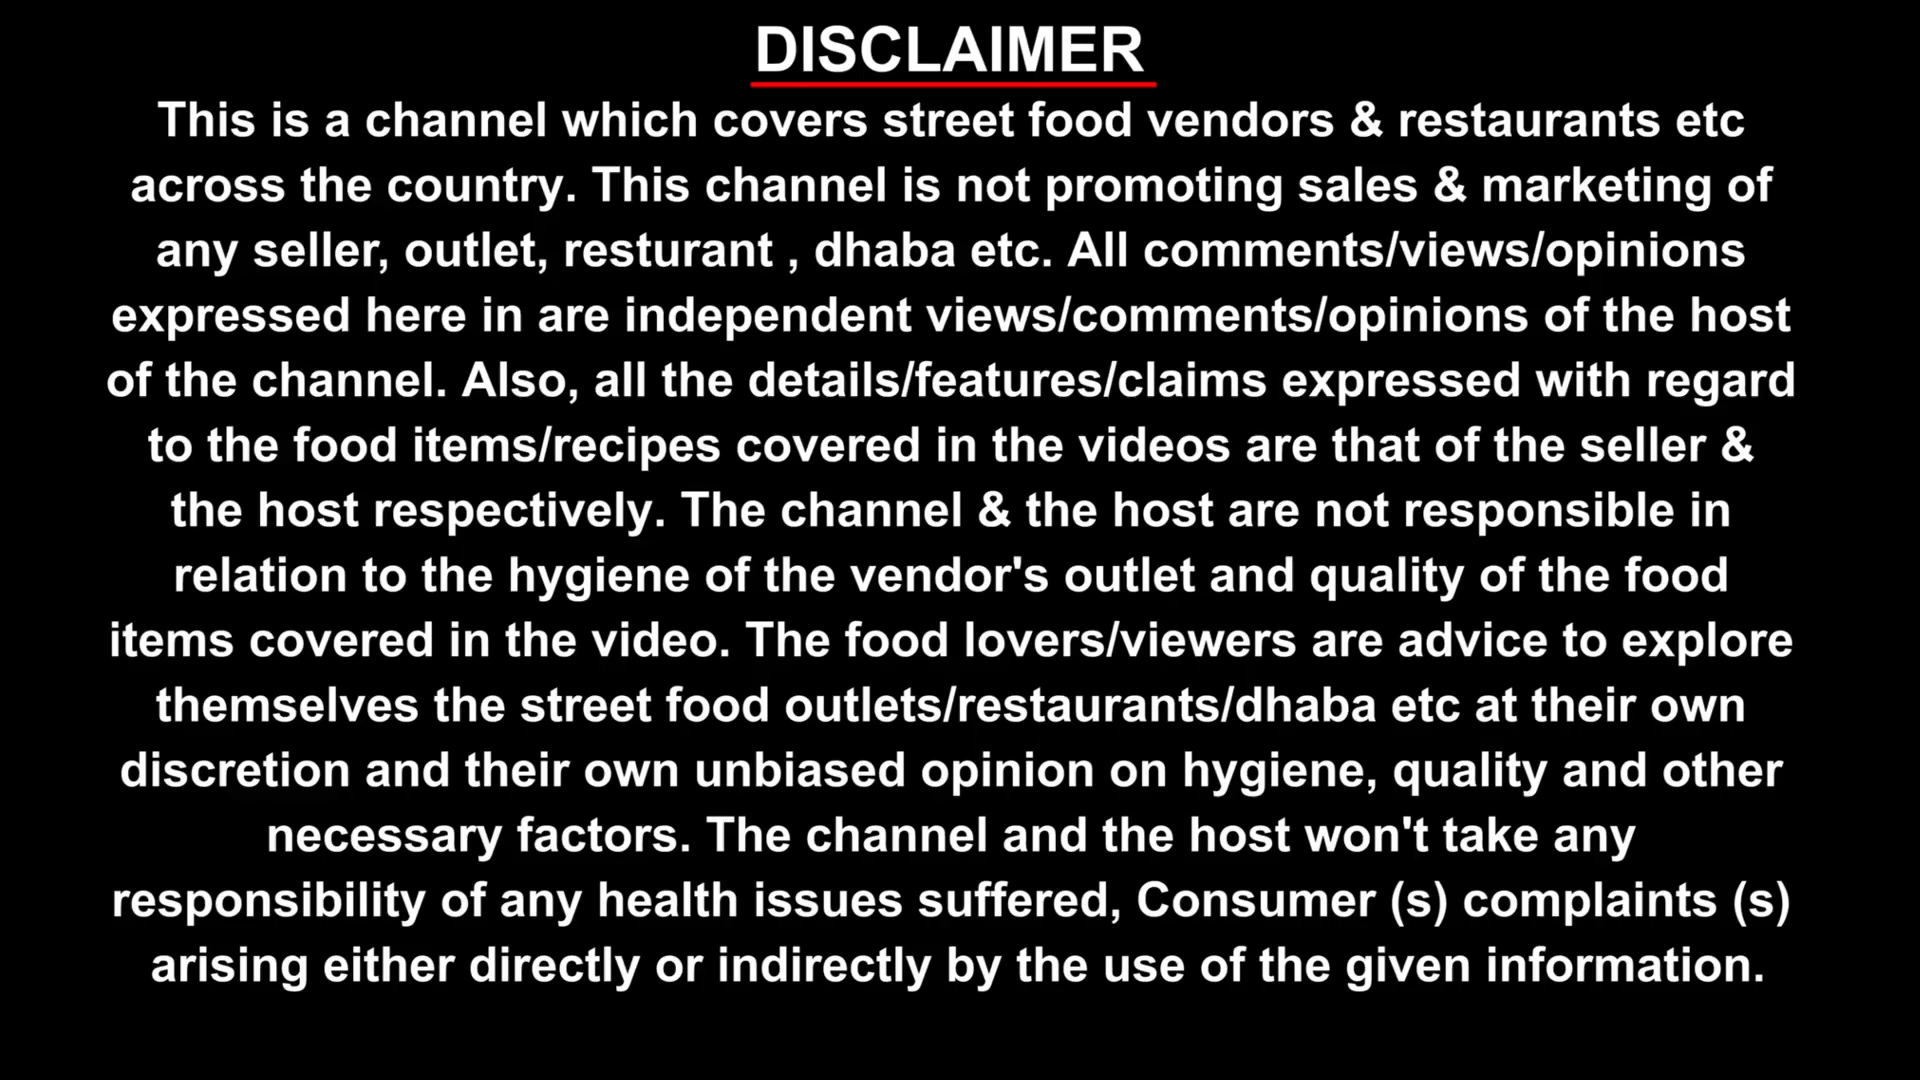 DISCLAIMER
This is a channel which covers street food vendors & restaurants etc
across the country. This channel is not promoting sales & marketing of
any seller, outlet, resturant , dhaba etc. All comments/views/opinions
expressed here in are independent views/comments/opinions of the host
of the channel. Also, all the details/features/claims expressed with regard
to the food items/recipes covered in the videos are that of the seller &
the host respectively. The channel & the host are not responsible in
relation to the hygiene of the vendor's outlet and quality of the food
items covered in the video. The food lovers/viewers are advice to explore
themselves the street food outlets/restaurants/dhaba etc at their own
discretion and their own unbiased opinion on hygiene, quality and other
necessary factors. The channel and the host won't take any
responsibility of any health issues suffered, Consumer (s) complaints (s)
arising either directly or indirectly by the use of the given information.